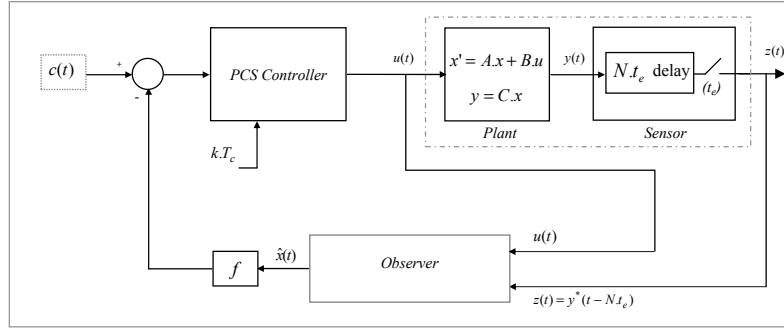 c(t)
+
-
PCS Controller
k.T_c
u(t)
x' = A.x + B.u
y = C.x
Plant
y(t)
N.t_e delay
(t_e)
Sensor
z(t)
f
x̂(t)
Observer
u(t)
z(t) = y*(t − N.t_e)